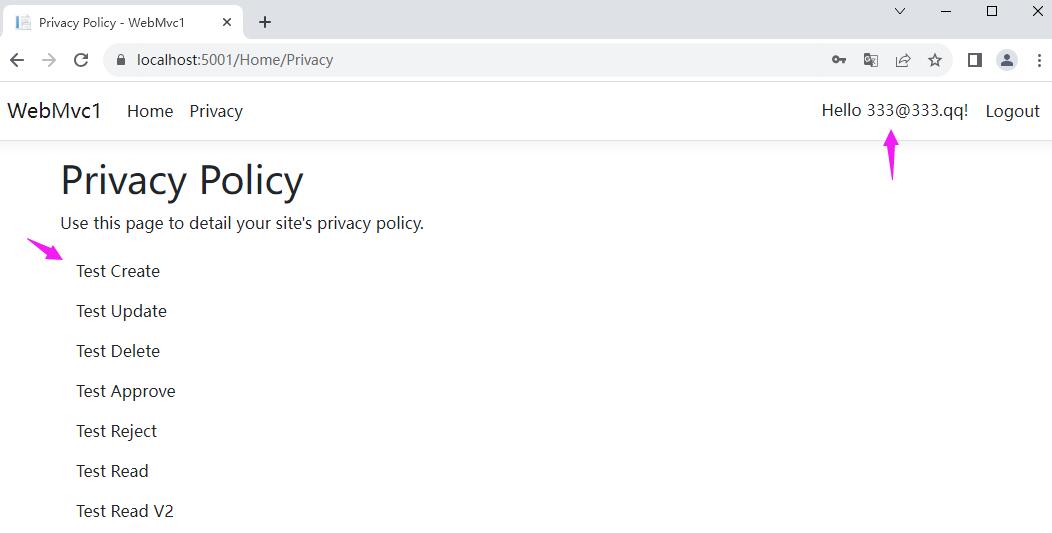 Privacy Policy - WebMvc1
localhost:5001/Home/Privacy
WebMvc1 Home Privacy Hello 333@333.qq! Logout
Privacy Policy
Use this page to detail your site's privacy policy.
Test Create
Test Update
Test Delete
Test Approve
Test Reject
Test Read
Test Read V2